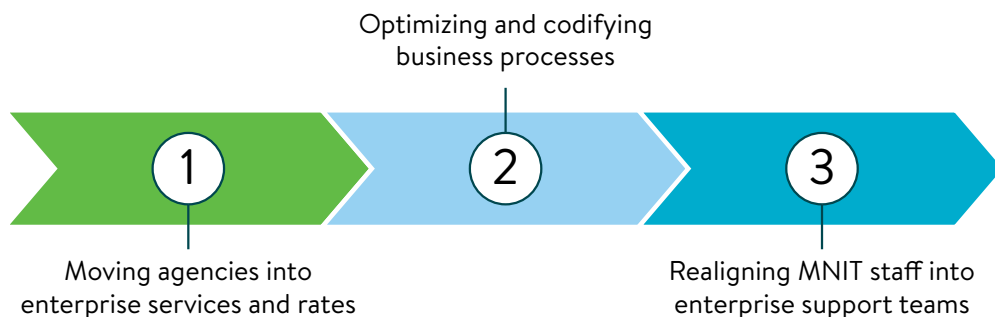 Optimizing and codifying
business processes
1
2
3
Moving agencies into
enterprise services and rates
Realigning MNIT staff into
enterprise support teams